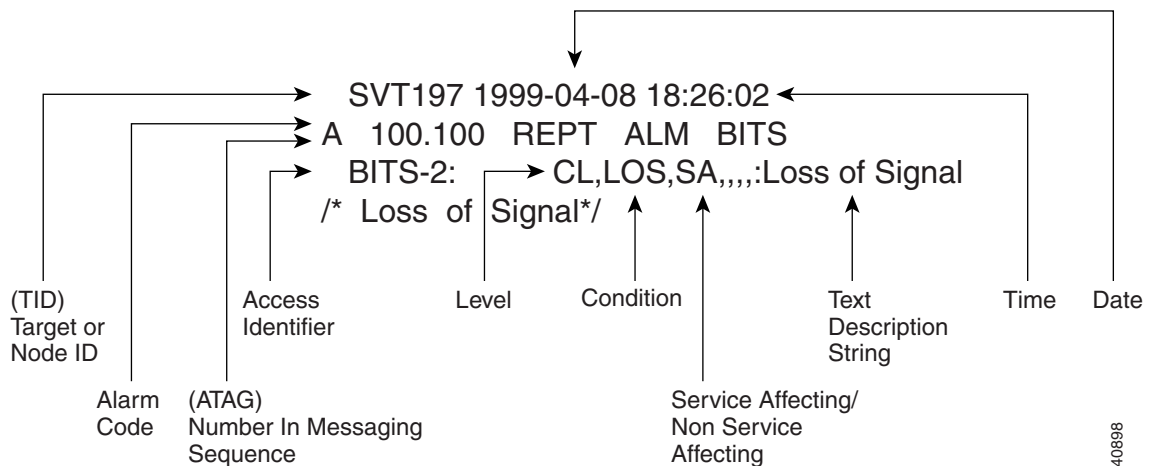 SVT197 1999-04-08 18:26:02
A 100.100 REPT ALM BITS
BITS-2: CL,LOS,SA,,,,:Loss of Signal
/* Loss of Signal*/
(TID)
Target or
Node ID
Access
Identifier
Level
Condition
Text
Description
String
Time
Date
Alarm
Code
(ATAG)
Number In Messaging
Sequence
Service Affecting/
Non Service
Affecting
40898